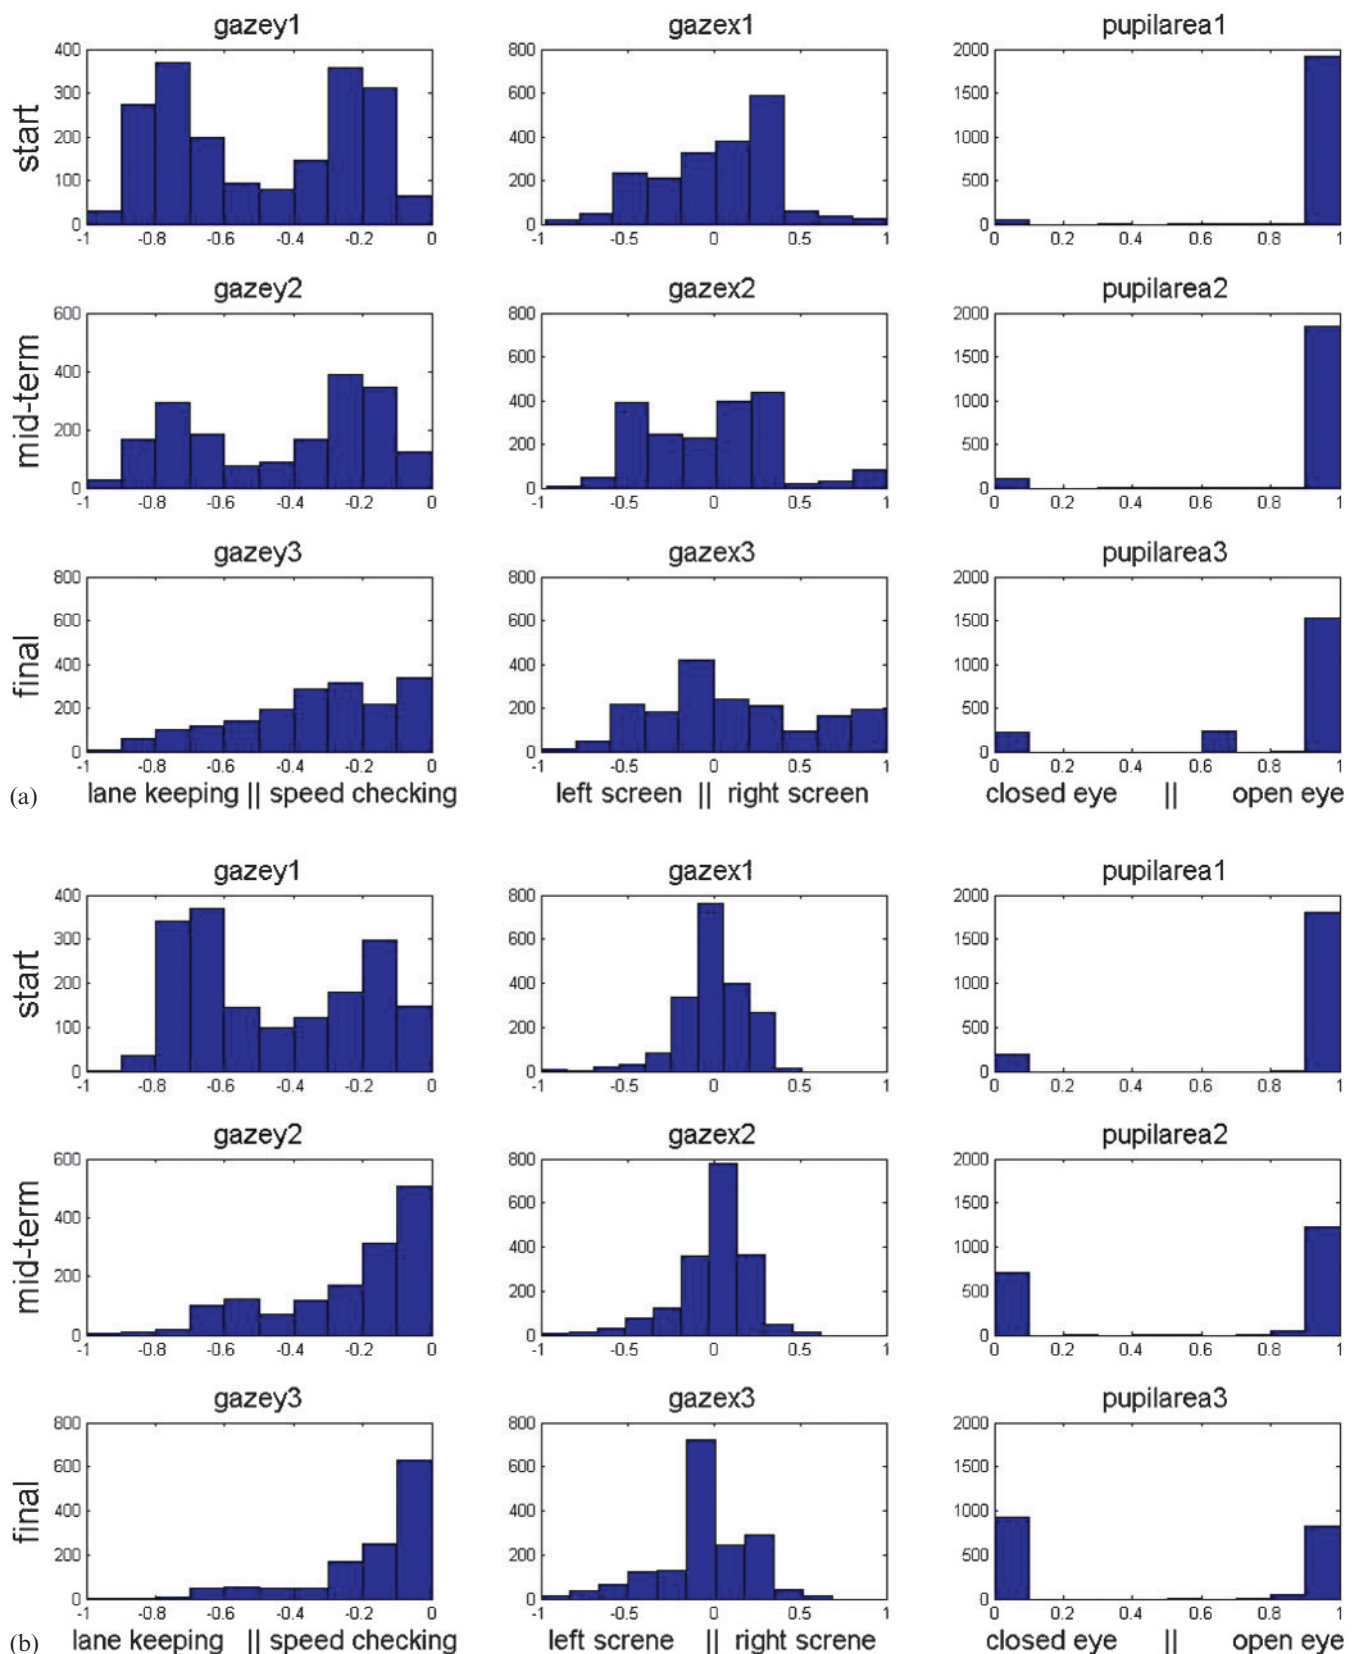 gazey1 gazex1 pupilarea1
start
400 300 200 100 0
-1 -0.8 -0.6 -0.4 -0.2 0
800 600 400 200 0
-1 -0.5 0 0.5 1
2000 1500 1000 500 0
0 0.2 0.4 0.6 0.8 1
gazey2 gazex2 pupilarea2
mid-term
600 400 200 0
-1 -0.8 -0.6 -0.4 -0.2 0
800 600 400 200 0
-1 -0.5 0 0.5 1
2000 1500 1000 500 0
0 0.2 0.4 0.6 0.8 1
gazey3 gazex3 pupilarea3
final
800 600 400 200 0
-1 -0.8 -0.6 -0.4 -0.2 0
800 600 400 200 0
-1 -0.5 0 0.5 1
2000 1500 1000 500 0
0 0.2 0.4 0.6 0.8 1
(a) lane keeping || speed checking left screen || right screen closed eye || open eye
gazey1 gazex1 pupilarea1
start
400 300 200 100 0
-1 -0.8 -0.6 -0.4 -0.2 0
800 600 400 200 0
-1 -0.5 0 0.5 1
2000 1500 1000 500 0
0 0.2 0.4 0.6 0.8 1
gazey2 gazex2 pupilarea2
mid-term
600 400 200 0
-1 -0.8 -0.6 -0.4 -0.2 0
800 600 400 200 0
-1 -0.5 0 0.5 1
2000 1500 1000 500 0
0 0.2 0.4 0.6 0.8 1
gazey3 gazex3 pupilarea3
final
800 600 400 200 0
-1 -0.8 -0.6 -0.4 -0.2 0
800 600 400 200 0
-1 -0.5 0 0.5 1
2000 1500 1000 500 0
0 0.2 0.4 0.6 0.8 1
(b) lane keeping || speed checking left screne || right screne closed eye || open eye